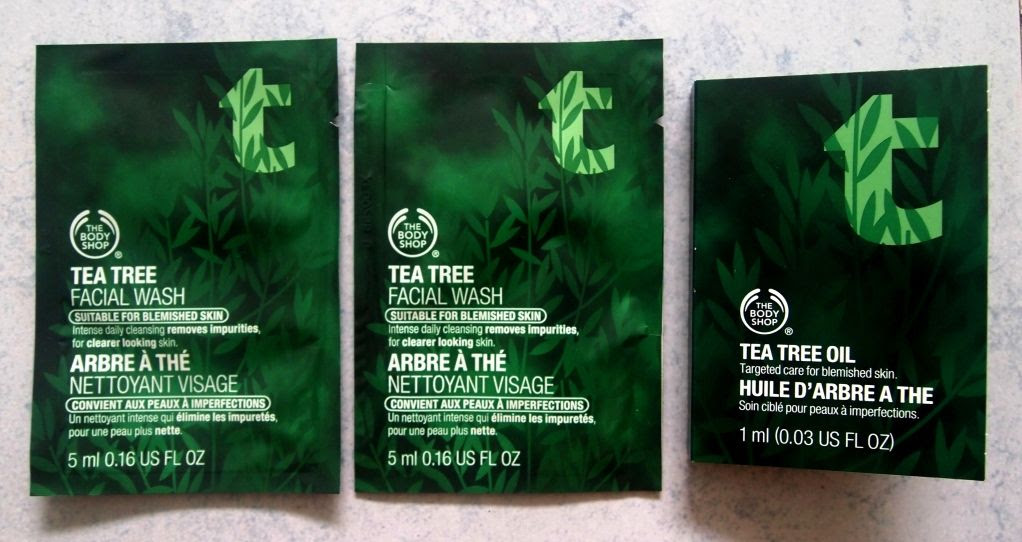 t
THE
BODY
SHOP
®
TEA TREE
FACIAL WASH
SUITABLE FOR BLEMISHED SKIN
Intense daily cleansing removes impurities,
for clearer looking skin.
ARBRE À THÉ
NETTOYANT VISAGE
CONVIENT AUX PEAUX À IMPERFECTIONS
Un nettoyant intense qui élimine les impuretés,
pour une peau plus nette.
5 ml 0.16 US FL OZ
t
THE
BODY
SHOP
®
TEA TREE
FACIAL WASH
SUITABLE FOR BLEMISHED SKIN
Intense daily cleansing removes impurities,
for clearer looking skin.
ARBRE À THÉ
NETTOYANT VISAGE
CONVIENT AUX PEAUX À IMPERFECTIONS
Un nettoyant intense qui élimine les impuretés,
pour une peau plus nette.
5 ml 0.16 US FL OZ
t
THE
BODY
SHOP
®
TEA TREE OIL
Targeted care for blemished skin.
HUILE D'ARBRE A THE
Soin ciblé pour peaux à imperfections.
1 ml (0.03 US FL OZ)